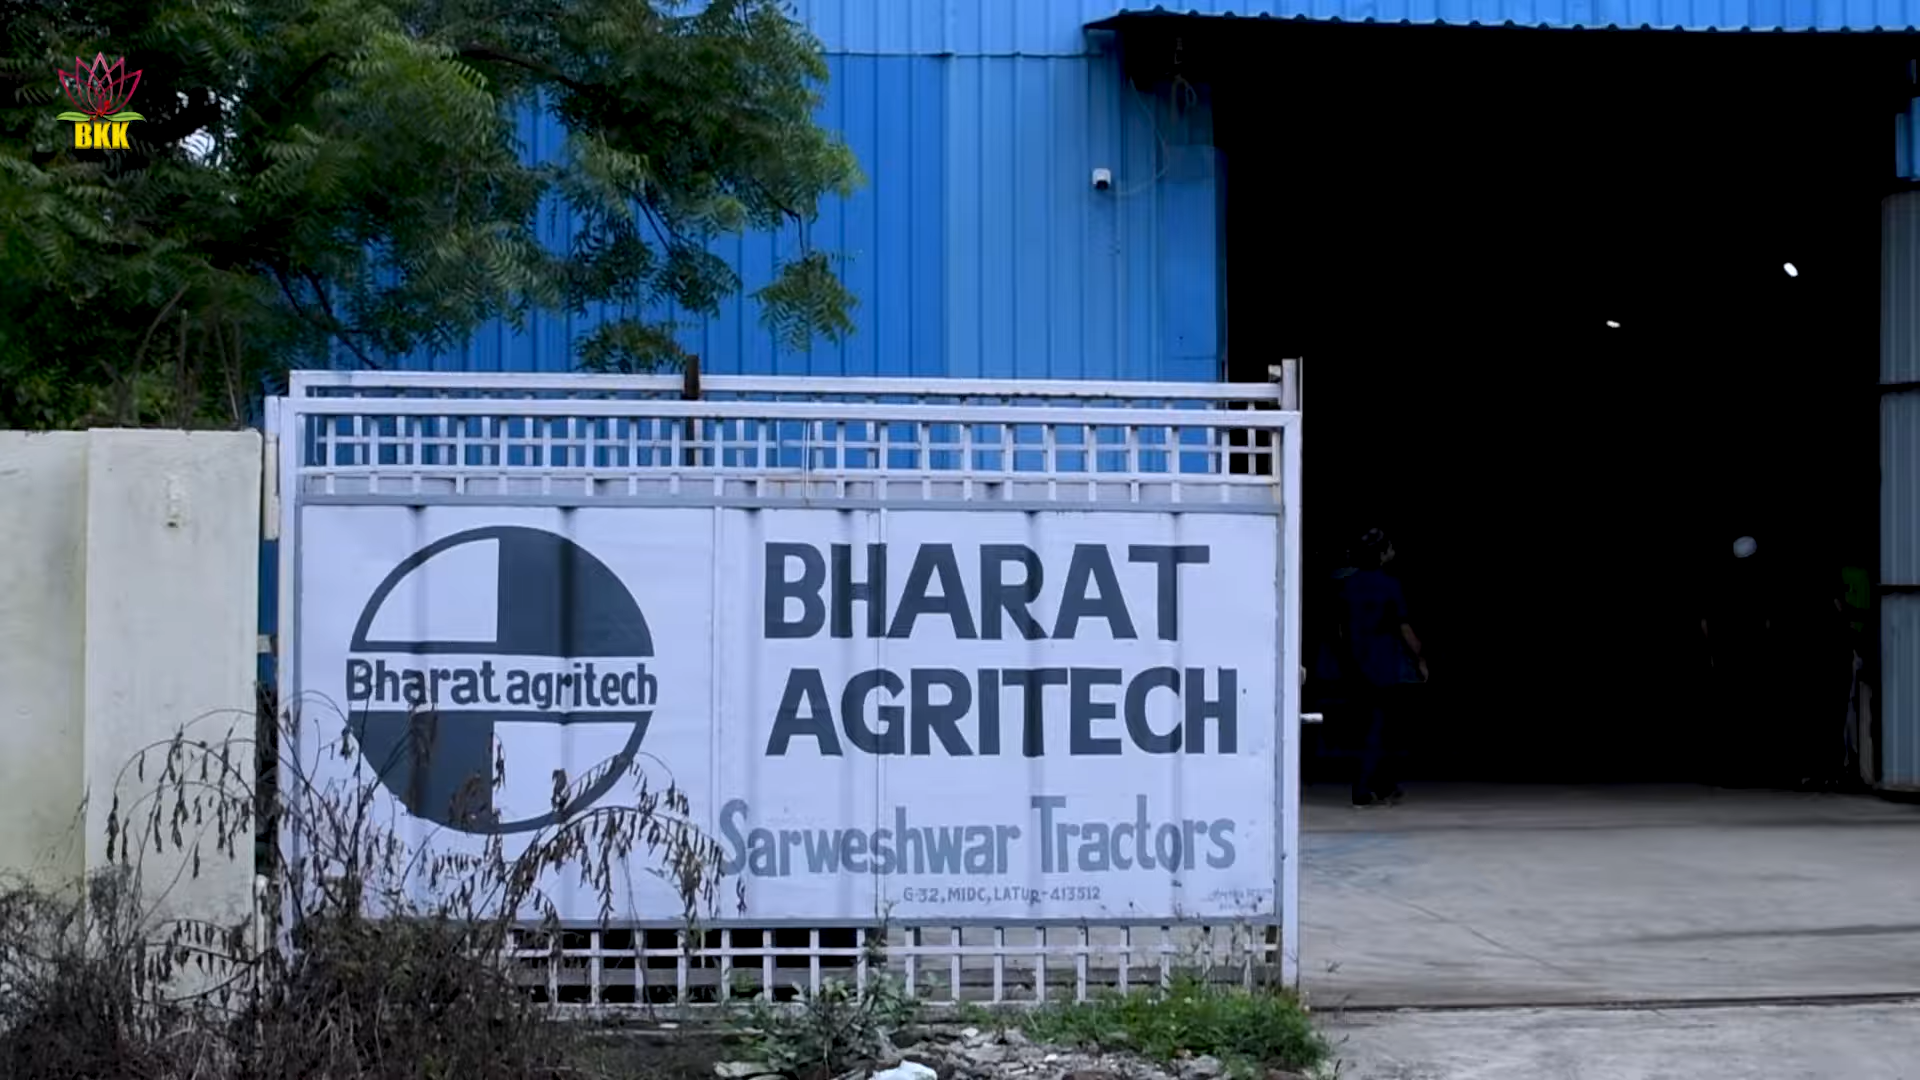 BKK
Bharat agritech
BHARAT
AGRITECH
Sarweshwar Tractors
G-32, MIDC, LATUR-413512